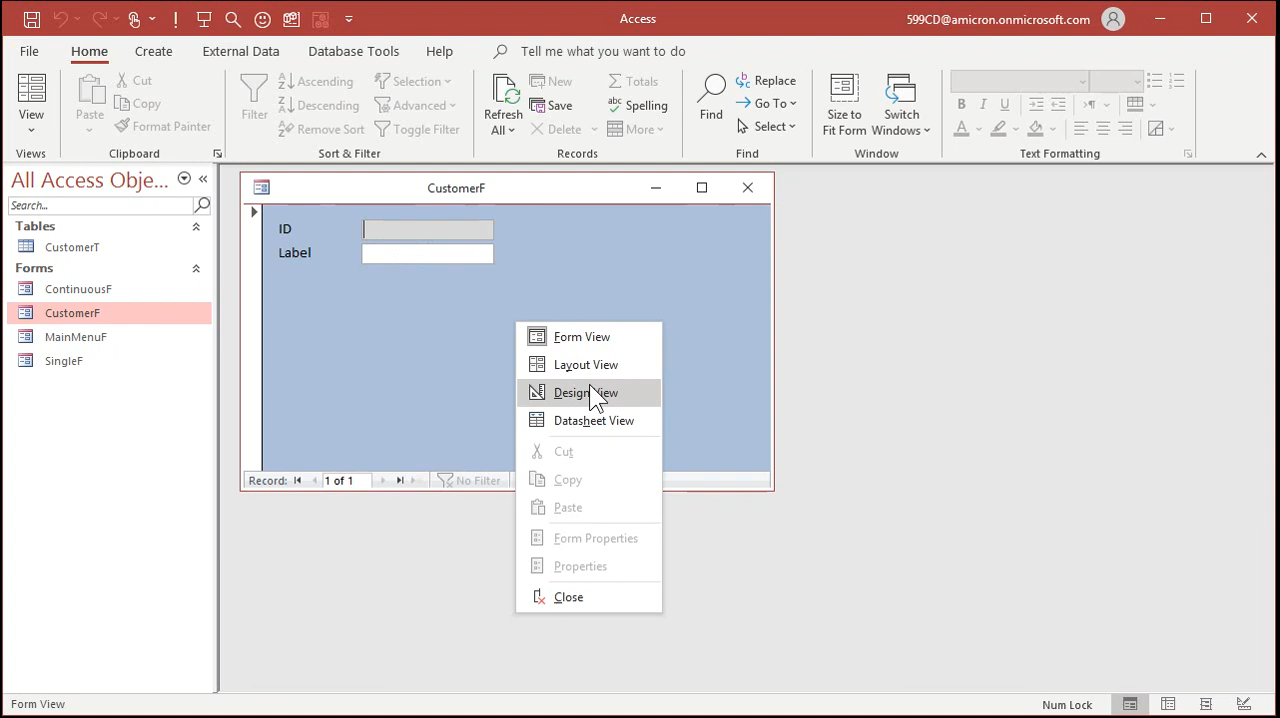 Access
599CD@amicron.onmicrosoft.com
File Home Create External Data Database Tools Help Tell me what you want to do
View
Views
Paste
Cut
Copy
Format Painter
Clipboard
Filter
Ascending
Descending
Remove Sort
Selection
Advanced
Toggle Filter
Sort & Filter
Refresh
All
New
Save
Delete
Totals
Spelling
More
Records
Find
Replace
Go To
Select
Find
Size to
Fit Form
Switch
Windows
Window
B I U
A
Text Formatting
All Access Obje...
Search...
Tables
CustomerT
Forms
ContinuousF
CustomerF
MainMenuF
SingleF
CustomerF
ID
Label
Record: 1 of 1 No Filter
Form View
Layout View
Design View
Datasheet View
Cut
Copy
Paste
Form Properties
Properties
Close
Form View
Num Lock